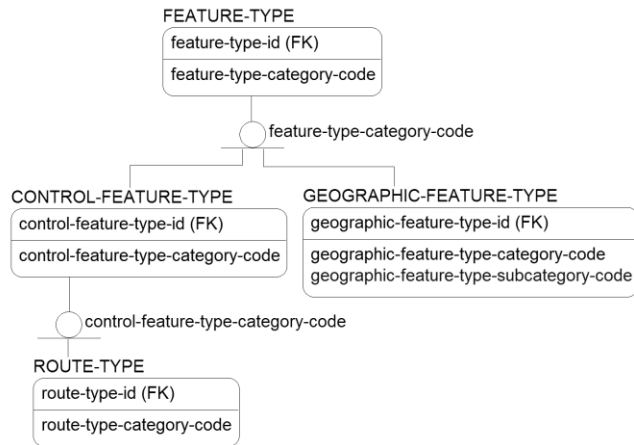 FEATURE-TYPE
feature-type-id (FK)
feature-type-category-code
feature-type-category-code
CONTROL-FEATURE-TYPE
control-feature-type-id (FK)
control-feature-type-category-code
GEOGRAPHIC-FEATURE-TYPE
geographic-feature-type-id (FK)
geographic-feature-type-category-code
geographic-feature-type-subcategory-code
control-feature-type-category-code
ROUTE-TYPE
route-type-id (FK)
route-type-category-code